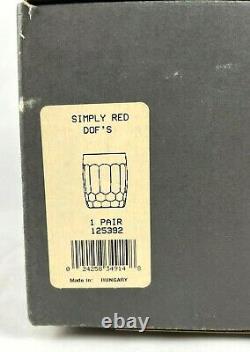 SIMPLY RED
DOF'S
1 PAIR
125392
0 24258 34914 8
Made in: HUNGARY